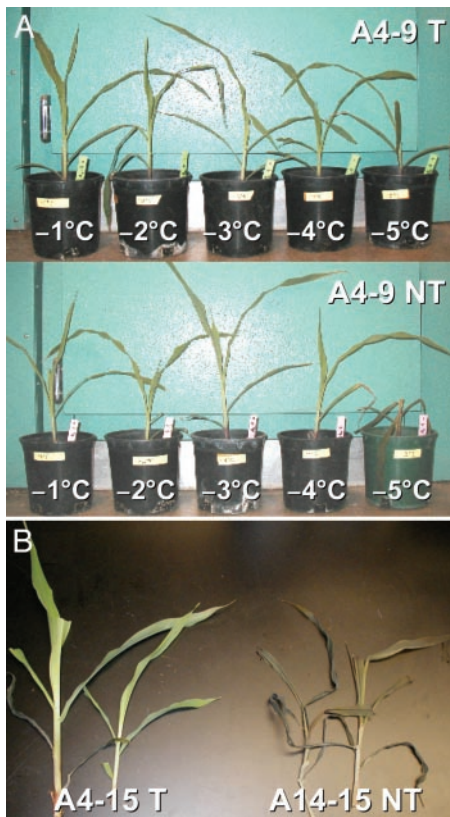 A
A4-9 T
–1°C –2°C –3°C –4°C –5°C
A4-9 NT
–1°C –2°C –3°C –4°C –5°C
B
A4-15 T A14-15 NT